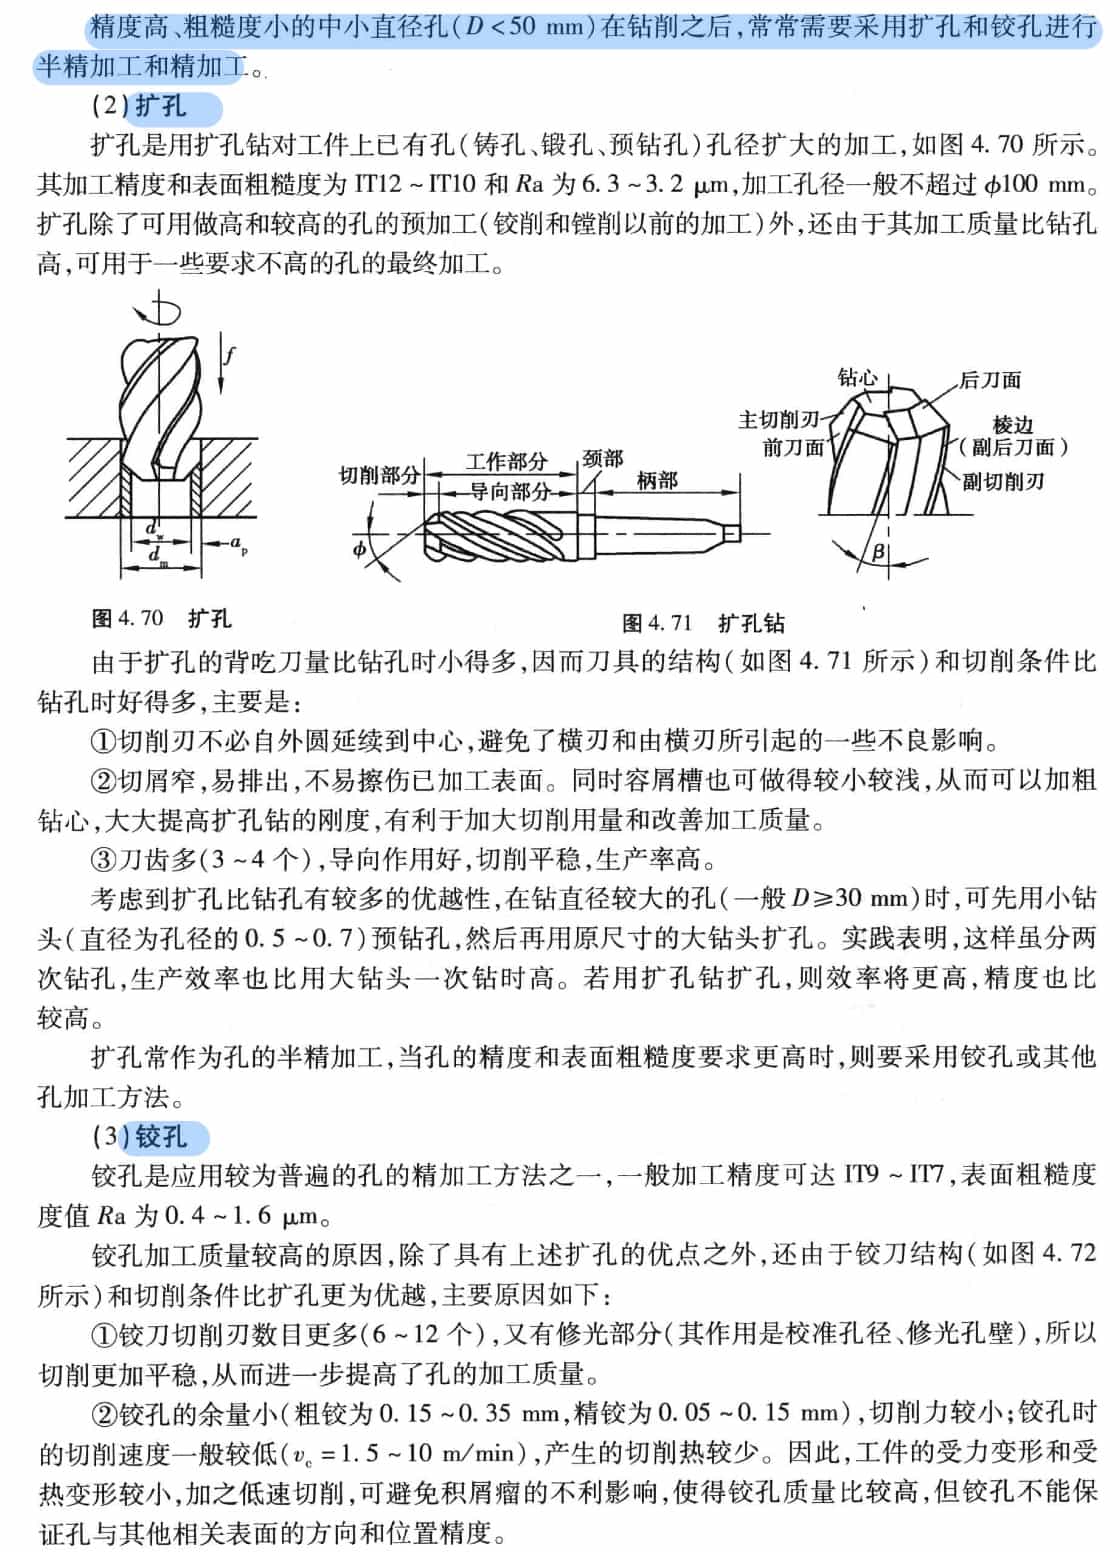 精度高、粗糙度小的中小直径孔(D<50 mm)在钻削之后,常常需要采用扩孔和铰孔进行
半精加工和精加工。
(2)扩孔
扩孔是用扩孔钻对工件上已有孔(铸孔、锻孔、预钻孔)孔径扩大的加工,如图4.70 所示。
其加工精度和表面粗糙度为 IT12~IT10 和 Ra 为6.3~3.2 μm,加工孔径一般不超过 ϕ100 mm。
扩孔除了可用做高和较高的孔的预加工(铰削和镗削以前的加工)外,还由于其加工质量比钻孔
高,可用于一些要求不高的孔的最终加工。
f
d_w
d_m
a_p
切削部分
工作部分
导向部分
颈部
柄部
ϕ
钻心
后刀面
主切削刃
前刀面
棱边
(副后刀面)
副切削刃
β
图4.70 扩孔
图4.71 扩孔钻
由于扩孔的背吃刀量比钻孔时小得多,因而刀具的结构(如图4.71 所示)和切削条件比
钻孔时好得多,主要是:
①切削刃不必自外圆延续到中心,避免了横刃和由横刃所引起的一些不良影响。
②切屑窄,易排出,不易擦伤已加工表面。同时容屑槽也可做得较小较浅,从而可以加粗
钻心,大大提高扩孔钻的刚度,有利于加大切削用量和改善加工质量。
③刀齿多(3~4个),导向作用好,切削平稳,生产率高。
考虑到扩孔比钻孔有较多的优越性,在钻直径较大的孔(一般D≥30 mm)时,可先用小钻
头(直径为孔径的0.5~0.7)预钻孔,然后再用原尺寸的大钻头扩孔。实践表明,这样虽分两
次钻孔,生产效率也比用大钻头一次钻时高。若用扩孔钻扩孔,则效率将更高,精度也比
较高。
扩孔常作为孔的半精加工,当孔的精度和表面粗糙度要求更高时,则要采用铰孔或其他
孔加工方法。
(3)铰孔
铰孔是应用较为普遍的孔的精加工方法之一,一般加工精度可达 IT9~IT7,表面粗糙度
度值 Ra 为0.4~1.6 μm。
铰孔加工质量较高的原因,除了具有上述扩孔的优点之外,还由于铰刀结构(如图4.72
所示)和切削条件比扩孔更为优越,主要原因如下:
①铰刀切削刃数目更多(6~12个),又有修光部分(其作用是校准孔径、修光孔壁),所以
切削更加平稳,从而进一步提高了孔的加工质量。
②铰孔的余量小(粗铰为0.15~0.35 mm,精铰为0.05~0.15 mm),切削力较小;铰孔时
的切削速度一般较低(v_c=1.5~10 m/min),产生的切削热较少。因此,工件的受力变形和受
热变形较小,加之低速切削,可避免积屑瘤的不利影响,使得铰孔质量比较高,但铰孔不能保
证孔与其他相关表面的方向和位置精度。